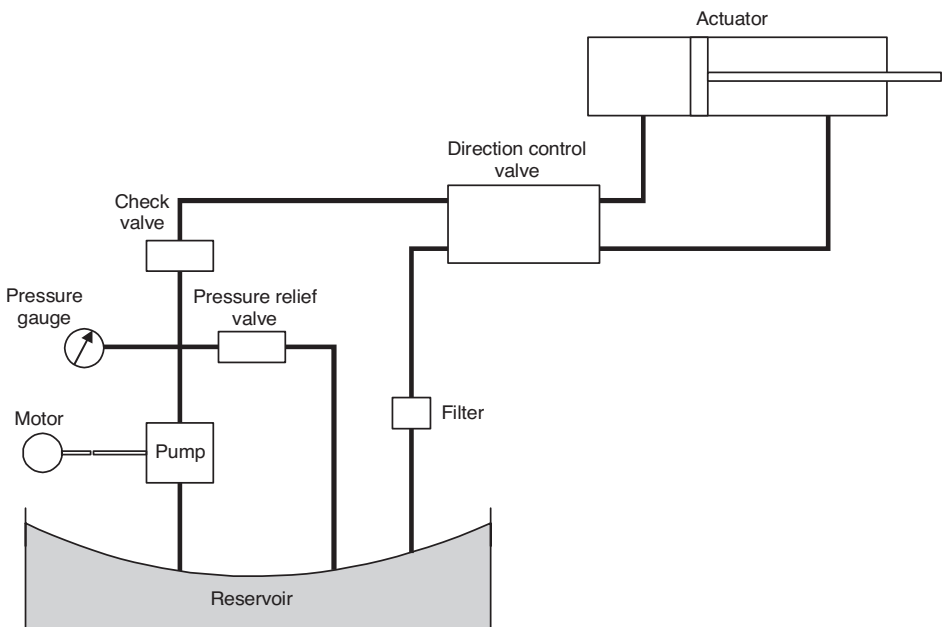 Actuator
Direction control
valve
Check
valve
Pressure
gauge
Pressure relief
valve
Motor
Pump
Filter
Reservoir